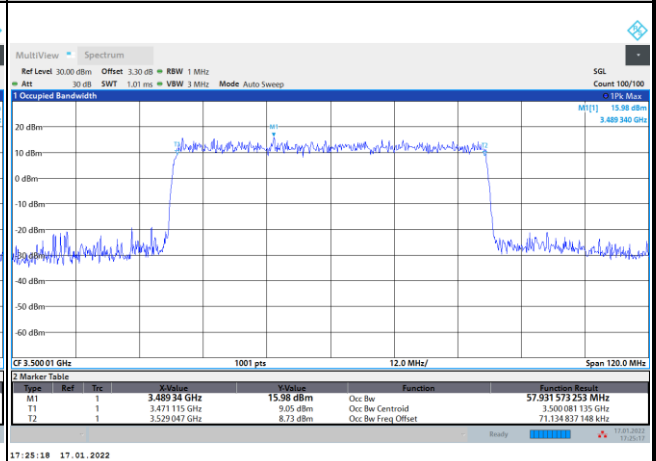 MultiView Spectrum
Ref Level 30.00 dBm Offset 3.30 dB RBW 1 MHz SGL
Att 30 dB SWT 1.01 ms VBW 3 MHz Mode Auto Sweep Count 100/100
1 Occupied Bandwidth 1Pk Max
M1[1] 15.98 dBm
3.489 340 GHz
20 dBm
M1
T1
T2
10 dBm
0 dBm
-10 dBm
-20 dBm
-30 dBm
-40 dBm
-50 dBm
-60 dBm
CF 3.500 01 GHz 1001 pts 12.0 MHz/ Span 120.0 MHz
2 Marker Table
Type Ref Trc X-Value Y-Value Function Function Result
M1 1 3.489 34 GHz 15.98 dBm Occ Bw 57.931 573 253 MHz
T1 1 3.471 115 GHz 9.05 dBm Occ Bw Centroid 3.500 081 135 GHz
T2 1 3.529 047 GHz 8.73 dBm Occ Bw Freq Offset 71.134 837 148 kHz
Ready 17.01.2022
17:25:17
17:25:18 17.01.2022